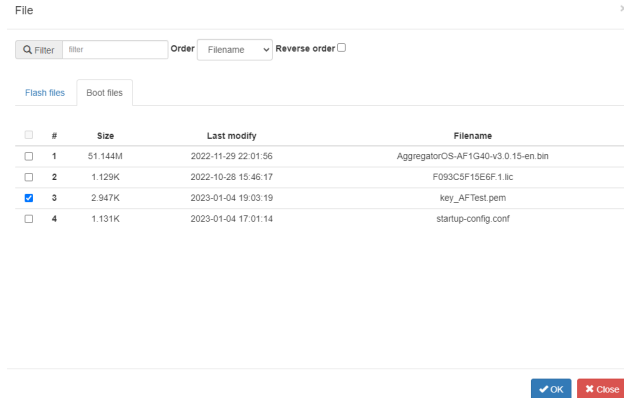 File
Filter filter Order Filename Reverse order
Flash files Boot files
# Size Last modify Filename
1 51.144M 2022-11-29 22:01:56 AggregatorOS-AF1G40-v3.0.15-en.bin
2 1.129K 2022-10-28 15:46:17 F093C5F15E6F.1.lic
3 2.947K 2023-01-04 19:03:19 key_AFTest.pem
4 1.131K 2023-01-04 17:01:14 startup-config.conf
OK Close